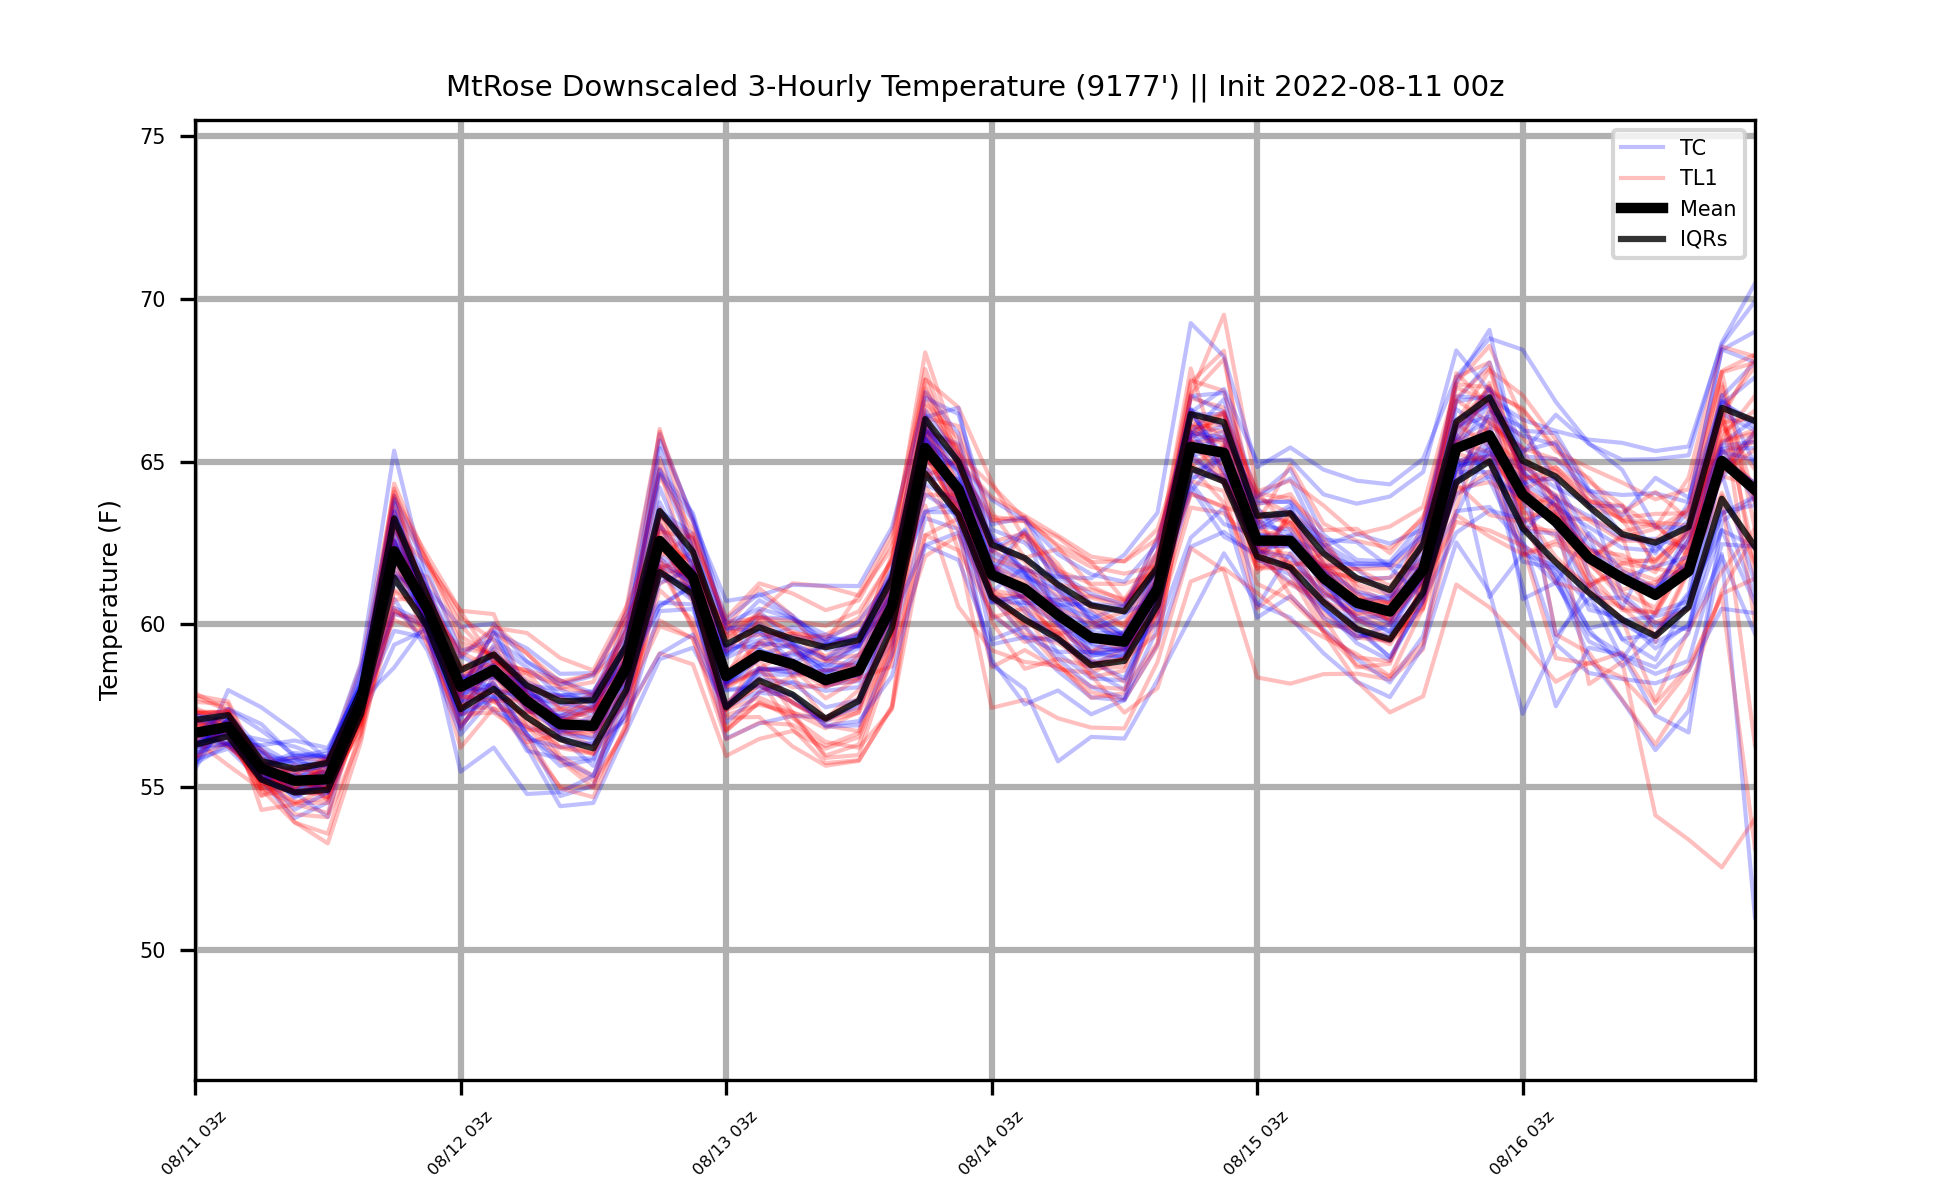 MtRose Downscaled 3-Hourly Temperature (9177') || Init 2022-08-11 00z
TC
TL1
Mean
IQRs
Temperature (F)
75
70
65
60
55
50
08/11 03z
08/12 03z
08/13 03z
08/14 03z
08/15 03z
08/16 03z